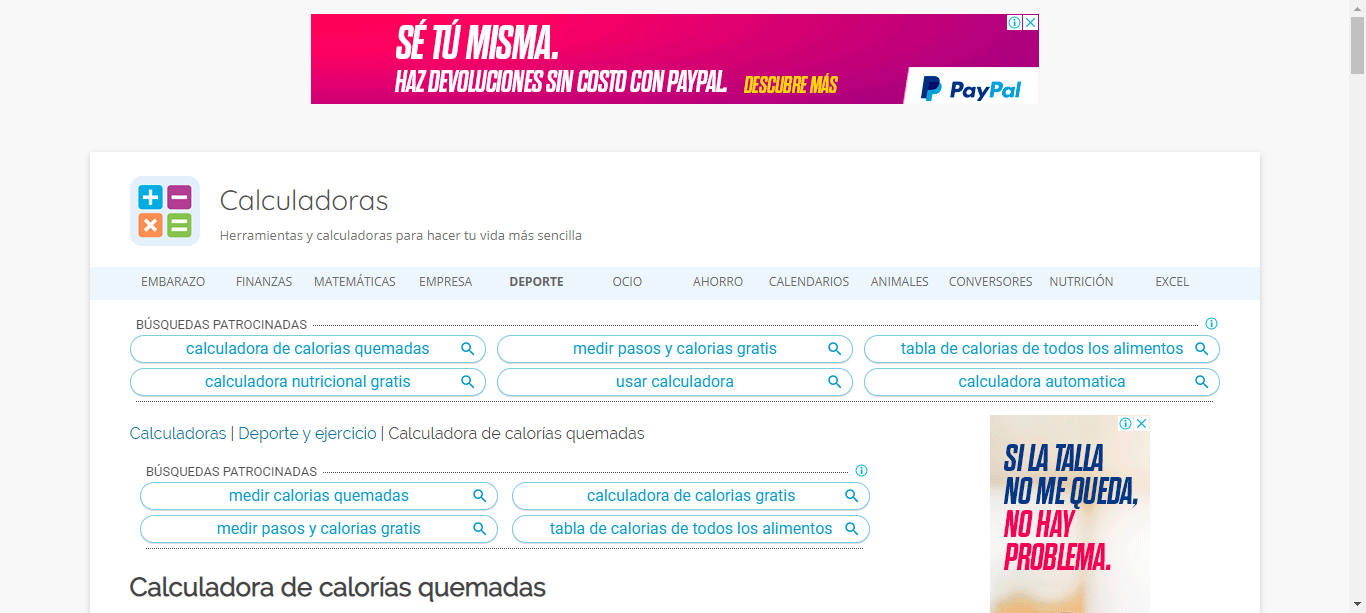 SÉ TÚ MISMA.
HAZ DEVOLUCIONES SIN COSTO CON PAYPAL. DESCUBRE MÁS
PayPal
Calculadoras
Herramientas y calculadoras para hacer tu vida más sencilla
EMBARAZO FINANZAS MATEMÁTICAS EMPRESA DEPORTE OCIO AHORRO CALENDARIOS ANIMALES CONVERSORES NUTRICIÓN EXCEL
BÚSQUEDAS PATROCINADAS
calculadora de calorias quemadas medir pasos y calorias gratis tabla de calorias de todos los alimentos
calculadora nutricional gratis usar calculadora calculadora automatica
Calculadoras | Deporte y ejercicio | Calculadora de calorías quemadas
BÚSQUEDAS PATROCINADAS
medir calorias quemadas calculadora de calorias gratis
medir pasos y calorias gratis tabla de calorias de todos los alimentos
Calculadora de calorías quemadas
SI LA TALLA
NO ME QUEDA,
NO HAY
PROBLEMA.